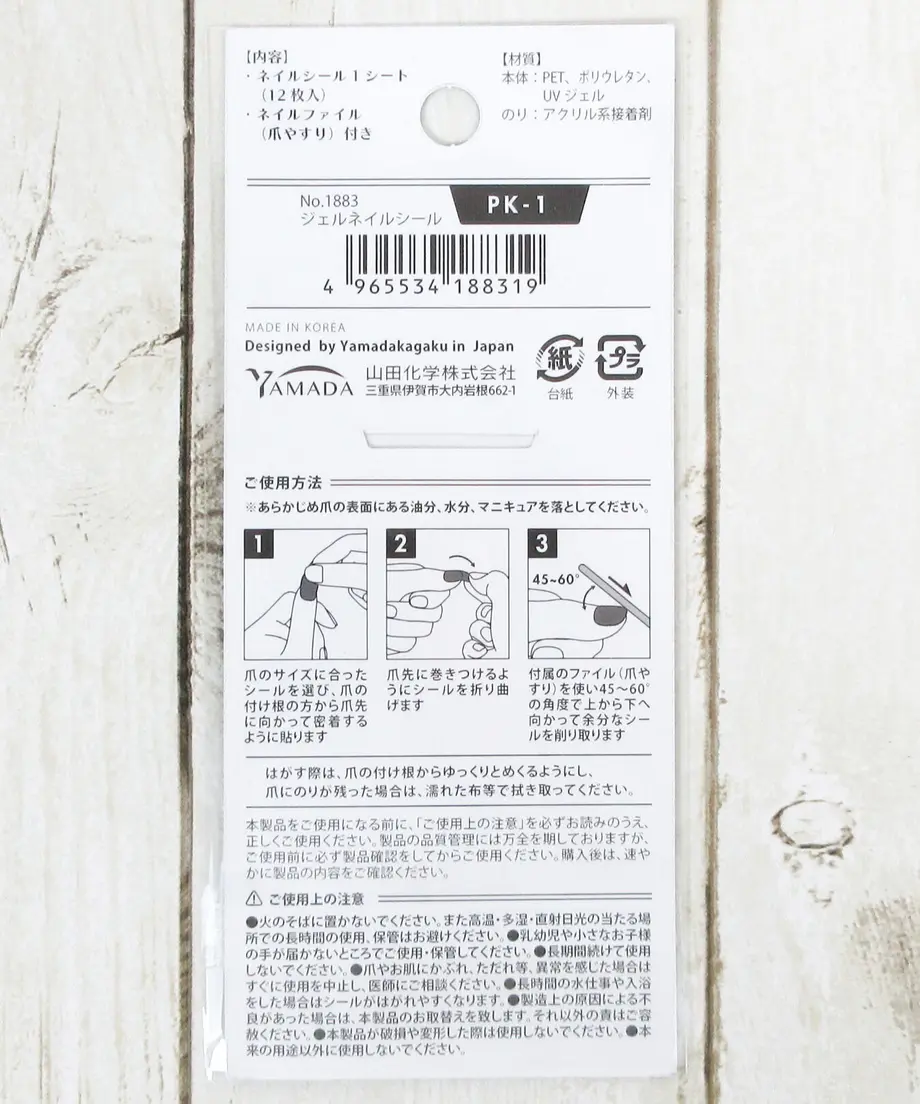 【内容】
・ネイルシール1シート
（12枚入）
・ネイルファイル
（爪やすり）付き
【材質】
本体：PET、ポリウレタン、
UVジェル
のり：アクリル系接着剤
No.1883
ジェルネイルシール
PK-1
4 965534 188319
MADE IN KOREA
Designed by Yamadakagaku in Japan
YAMADA
山田化学株式会社
三重県伊賀市大内岩根662-1
紙
台紙
プラ
外装
ご使用方法
※あらかじめ爪の表面にある油分、水分、マニキュアを落としてください。
1
爪のサイズに合った
シールを選び、爪の
付け根の方から爪先
に向かって密着する
ように貼ります
2
爪先に巻きつけるよ
うにシールを折り曲
げます
3
45~60°
付属のファイル（爪や
すり）を使い45～60°
の角度で上から下へ
向かって余分なシー
ルを削り取ります
はがす際は、爪の付け根からゆっくりとめくるようにし、
爪にのりが残った場合は、濡れた布等で拭き取ってください。
本製品をご使用になる前に、「ご使用上の注意」を必ずお読みのうえ、
正しくご使用ください。製品の品質管理には万全を期しておりますが、
ご使用前に必ず製品確認をしてからご使用ください。購入後は、速や
かに製品の内容をご確認ください。
⚠ ご使用上の注意
●火のそばに置かないでください。また高温・多湿・直射日光の当たる場
所での長時間の使用、保管はお避けください。●乳幼児や小さなお子様
の手が届かないところでご使用・保管してください。●長期間続けて使用
しないでください。●爪やお肌にかぶれ、ただれ等、異常を感じた場合は
すぐに使用を中止し、医師にご相談ください。●長時間の水仕事や入浴
をした場合はシールがはがれやすくなります。●製造上の原因による不
良があった場合は、本製品のお取替えを致します。それ以外の責はご容
赦ください。●本製品が破損や変形した際は使用しないでください。●本
来の用途以外に使用しないでください。